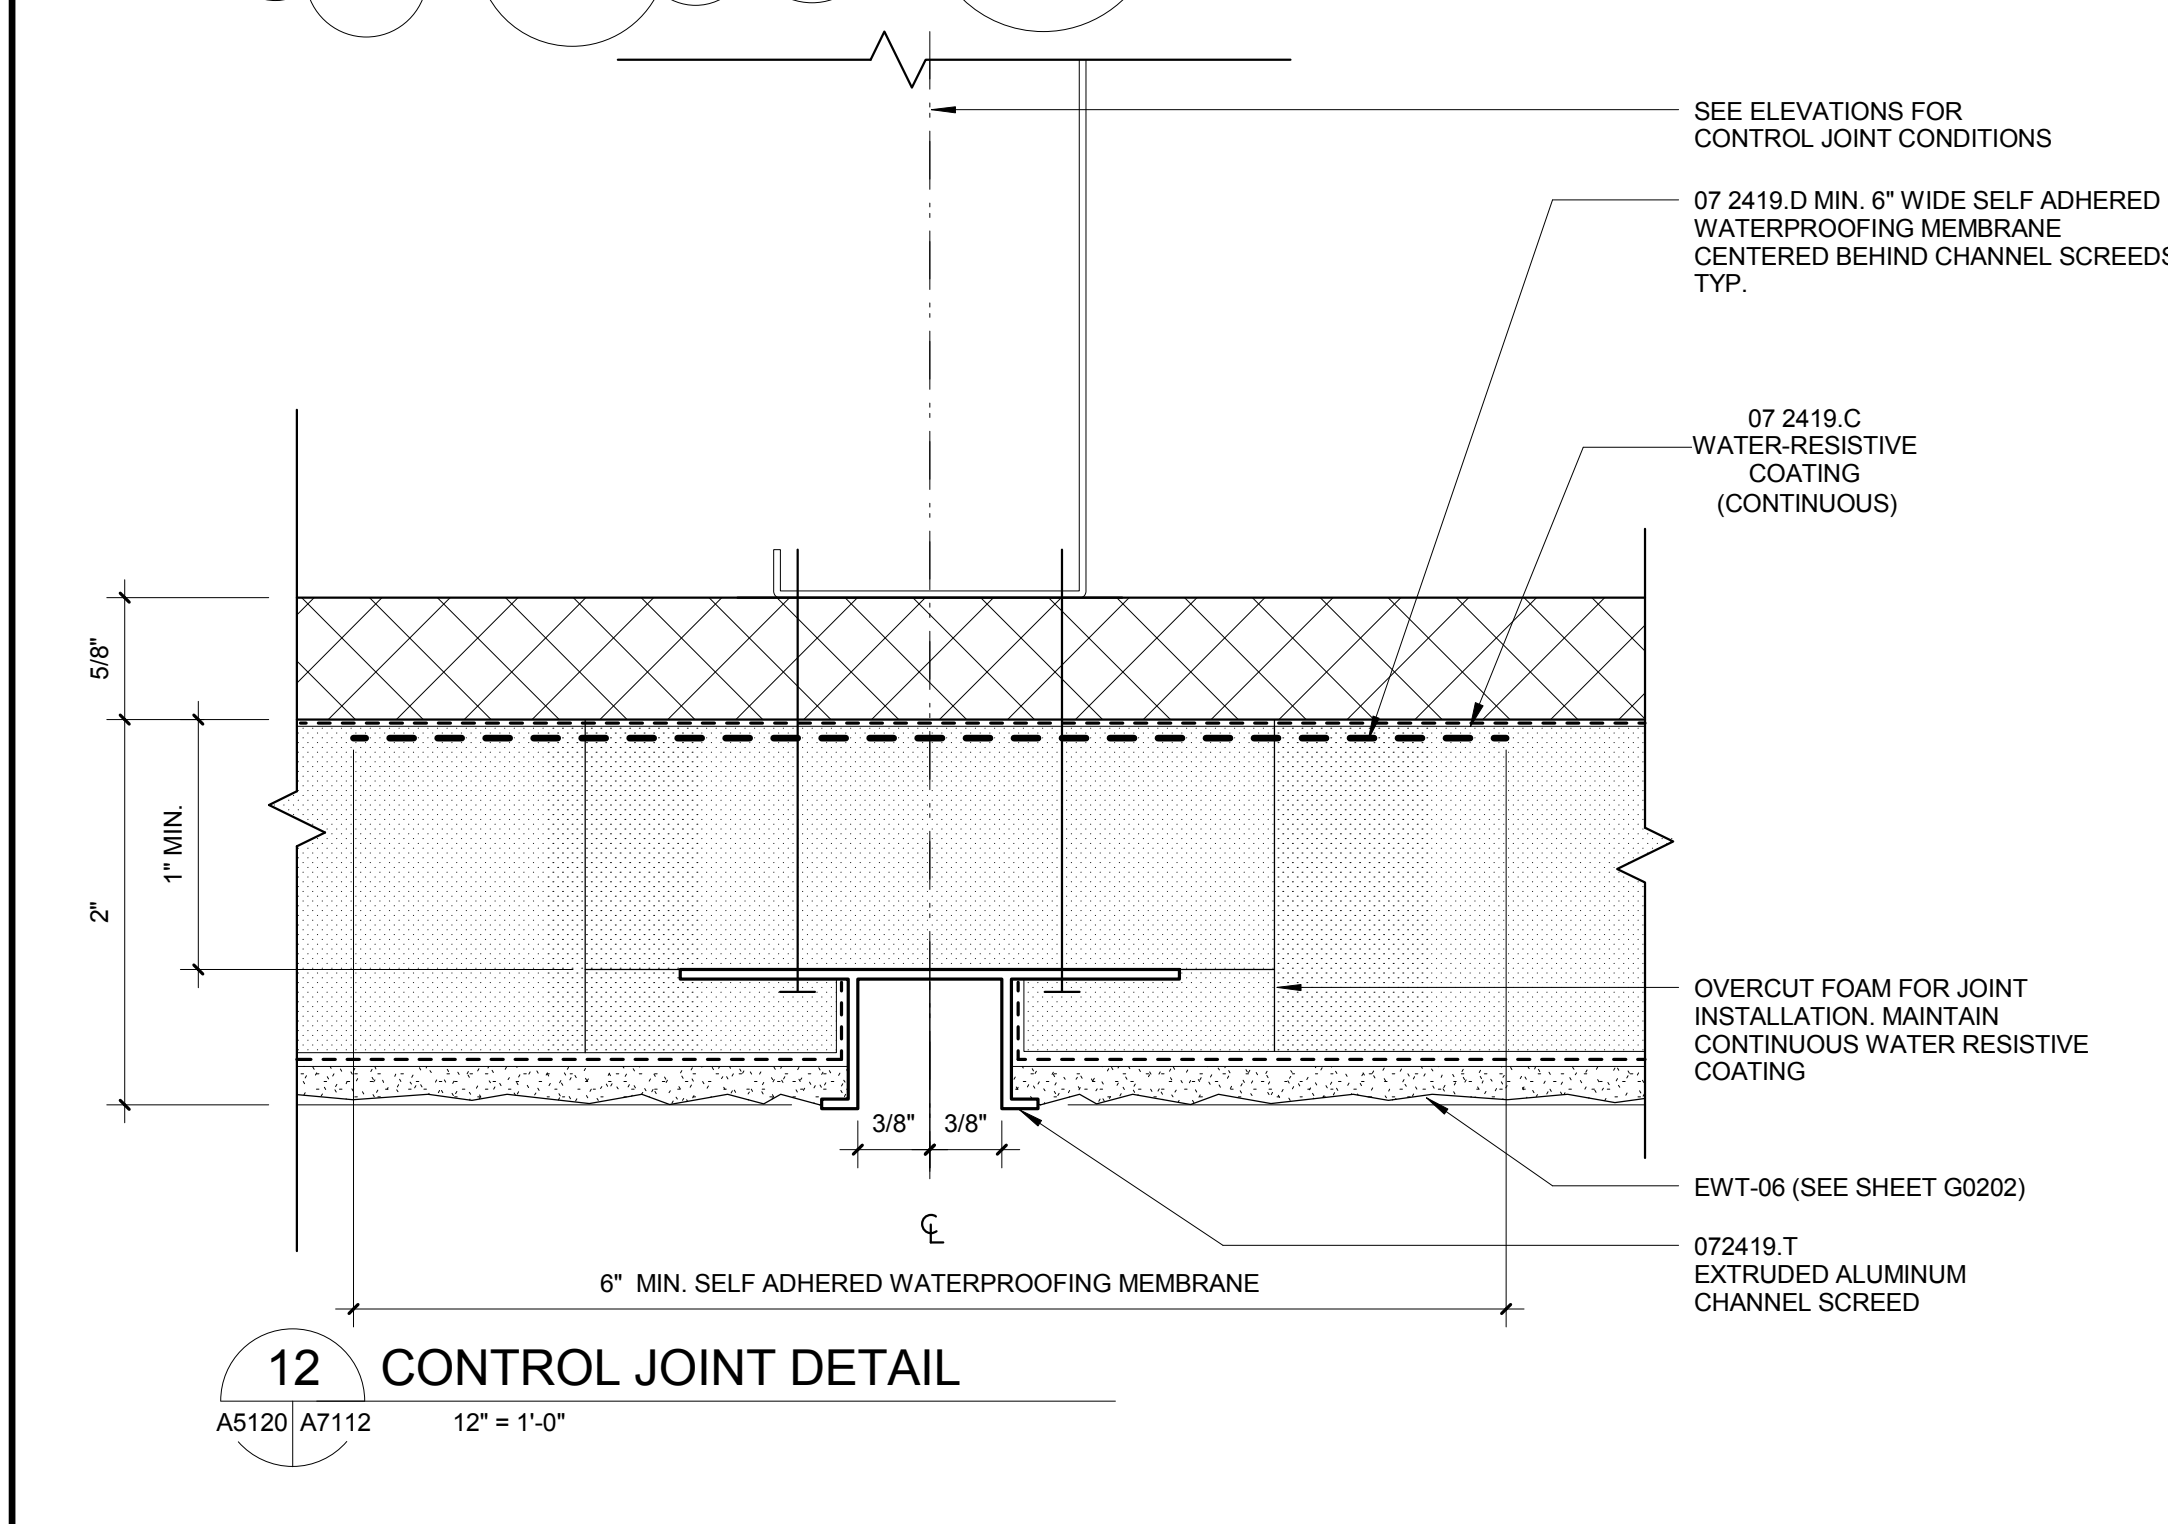 SEE ELEVATIONS FOR
CONTROL JOINT CONDITIONS
07 2419.D MIN. 6" WIDE SELF ADHERED
WATERPROOFING MEMBRANE
CENTERED BEHIND CHANNEL SCREEDS
TYP.
07 2419.C
WATER-RESISTIVE
COATING
(CONTINUOUS)
5/8"
1" MIN.
2"
OVERCUT FOAM FOR JOINT
INSTALLATION. MAINTAIN
CONTINUOUS WATER RESISTIVE
COATING
3/8" 3/8"
EWT-06 (SEE SHEET G0202)
℄
072419.T
EXTRUDED ALUMINUM
CHANNEL SCREED
6" MIN. SELF ADHERED WATERPROOFING MEMBRANE
12 CONTROL JOINT DETAIL
A5120 A7112 12" = 1'-0"